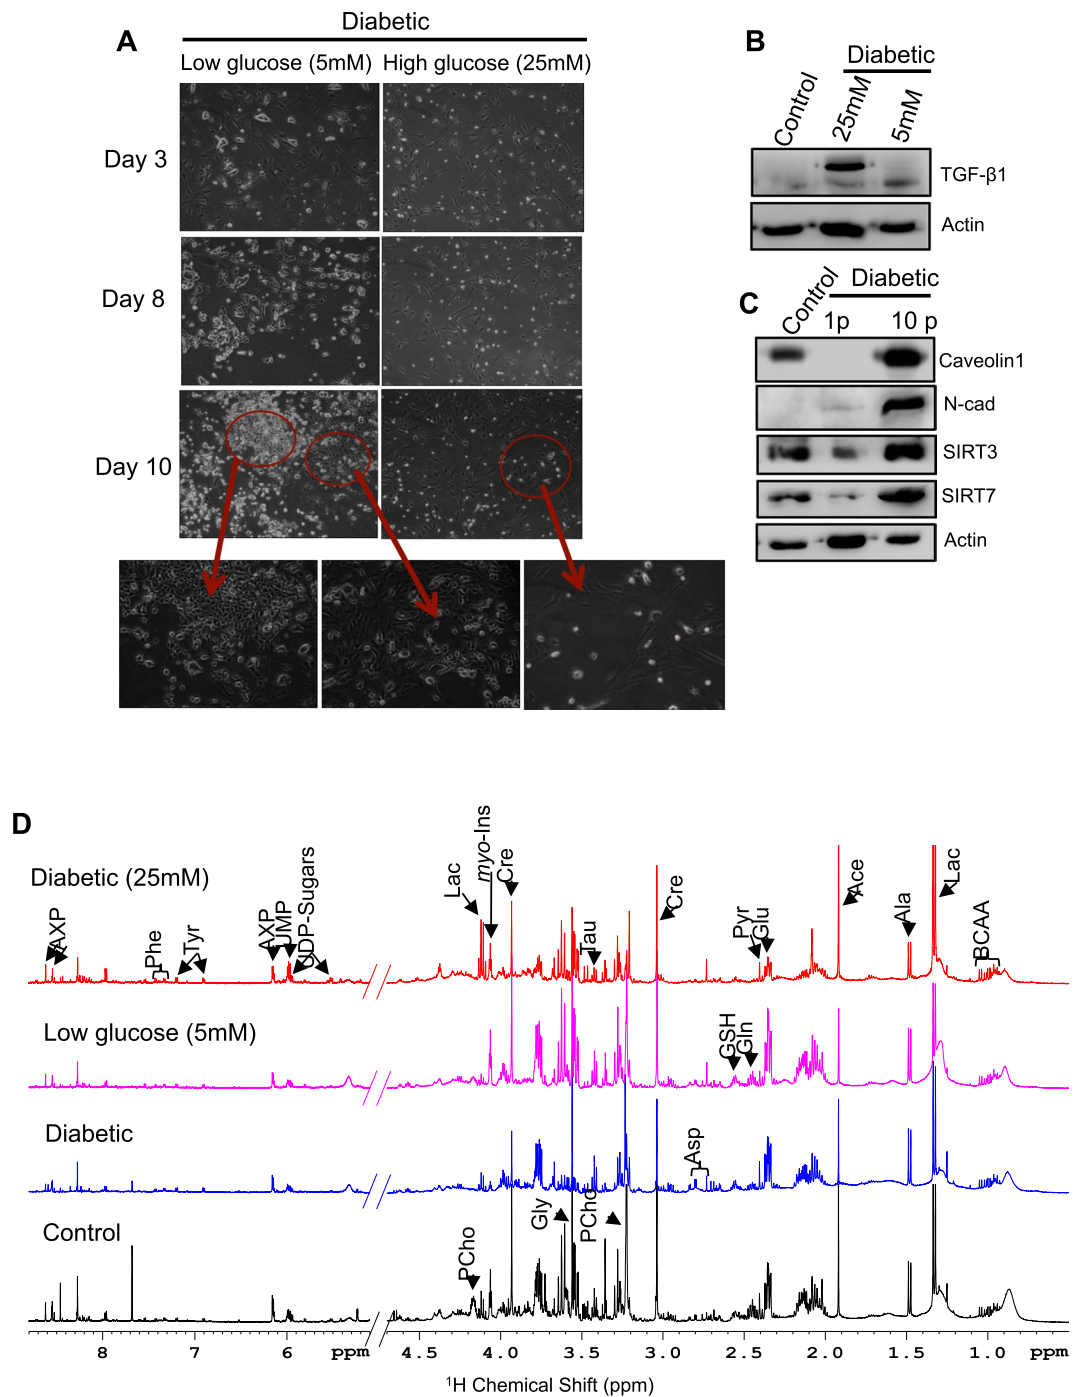 A
Diabetic
Low glucose (5mM) High glucose (25mM)
Day 3
Day 8
Day 10
B
Diabetic
Control 25mM 5mM
TGF-β1
Actin
C
Diabetic
Control 1p 10 p
Caveolin1
N-cad
SIRT3
SIRT7
Actin
D
Diabetic (25mM)
AXP Phe Tyr AXP UMP UDP-Sugars Lac myo-Ins Cre Tau Cre Pyr Glu Ace Ala Lac BCAA
Low glucose (5mM)
GSH Gln
Diabetic
Asp
Control
PCho Gly PCho
8 7 6 ppm 4.5 4.0 3.5 3.0 2.5 2.0 1.5 1.0 ppm
¹H Chemical Shift (ppm)